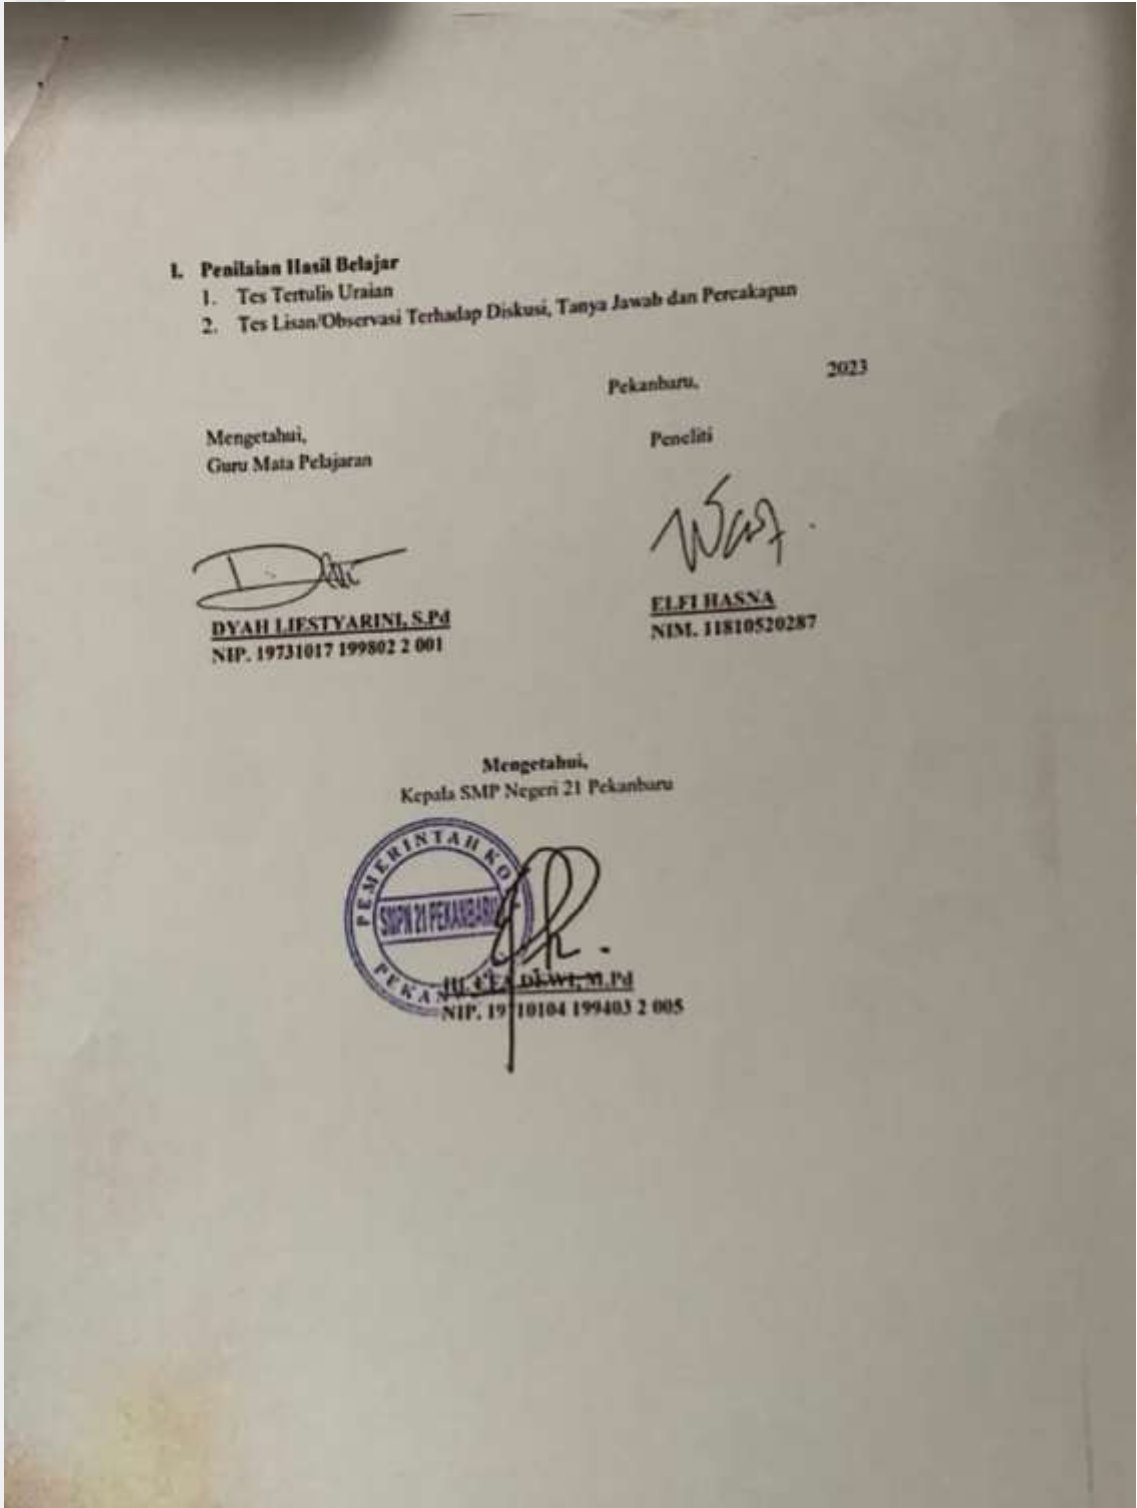 I. Penilaian Hasil Belajar
1. Tes Tertulis Uraian
2. Tes Lisan/Observasi Terhadap Diskusi, Tanya Jawab dan Percakapan
Pekanbaru, 2023
Mengetahui,
Guru Mata Pelajaran
Peneliti
DYAH LIESTYARINI, S.Pd
NIP. 19731017 199802 2 001
ELFI HASNA
NIM. 11810520287
Mengetahui,
Kepala SMP Negeri 21 Pekanbaru
PEMERINTAH
SMPN 21 PEKANBARU
DEWI, M.Pd
NIP. 19710104 199403 2 005